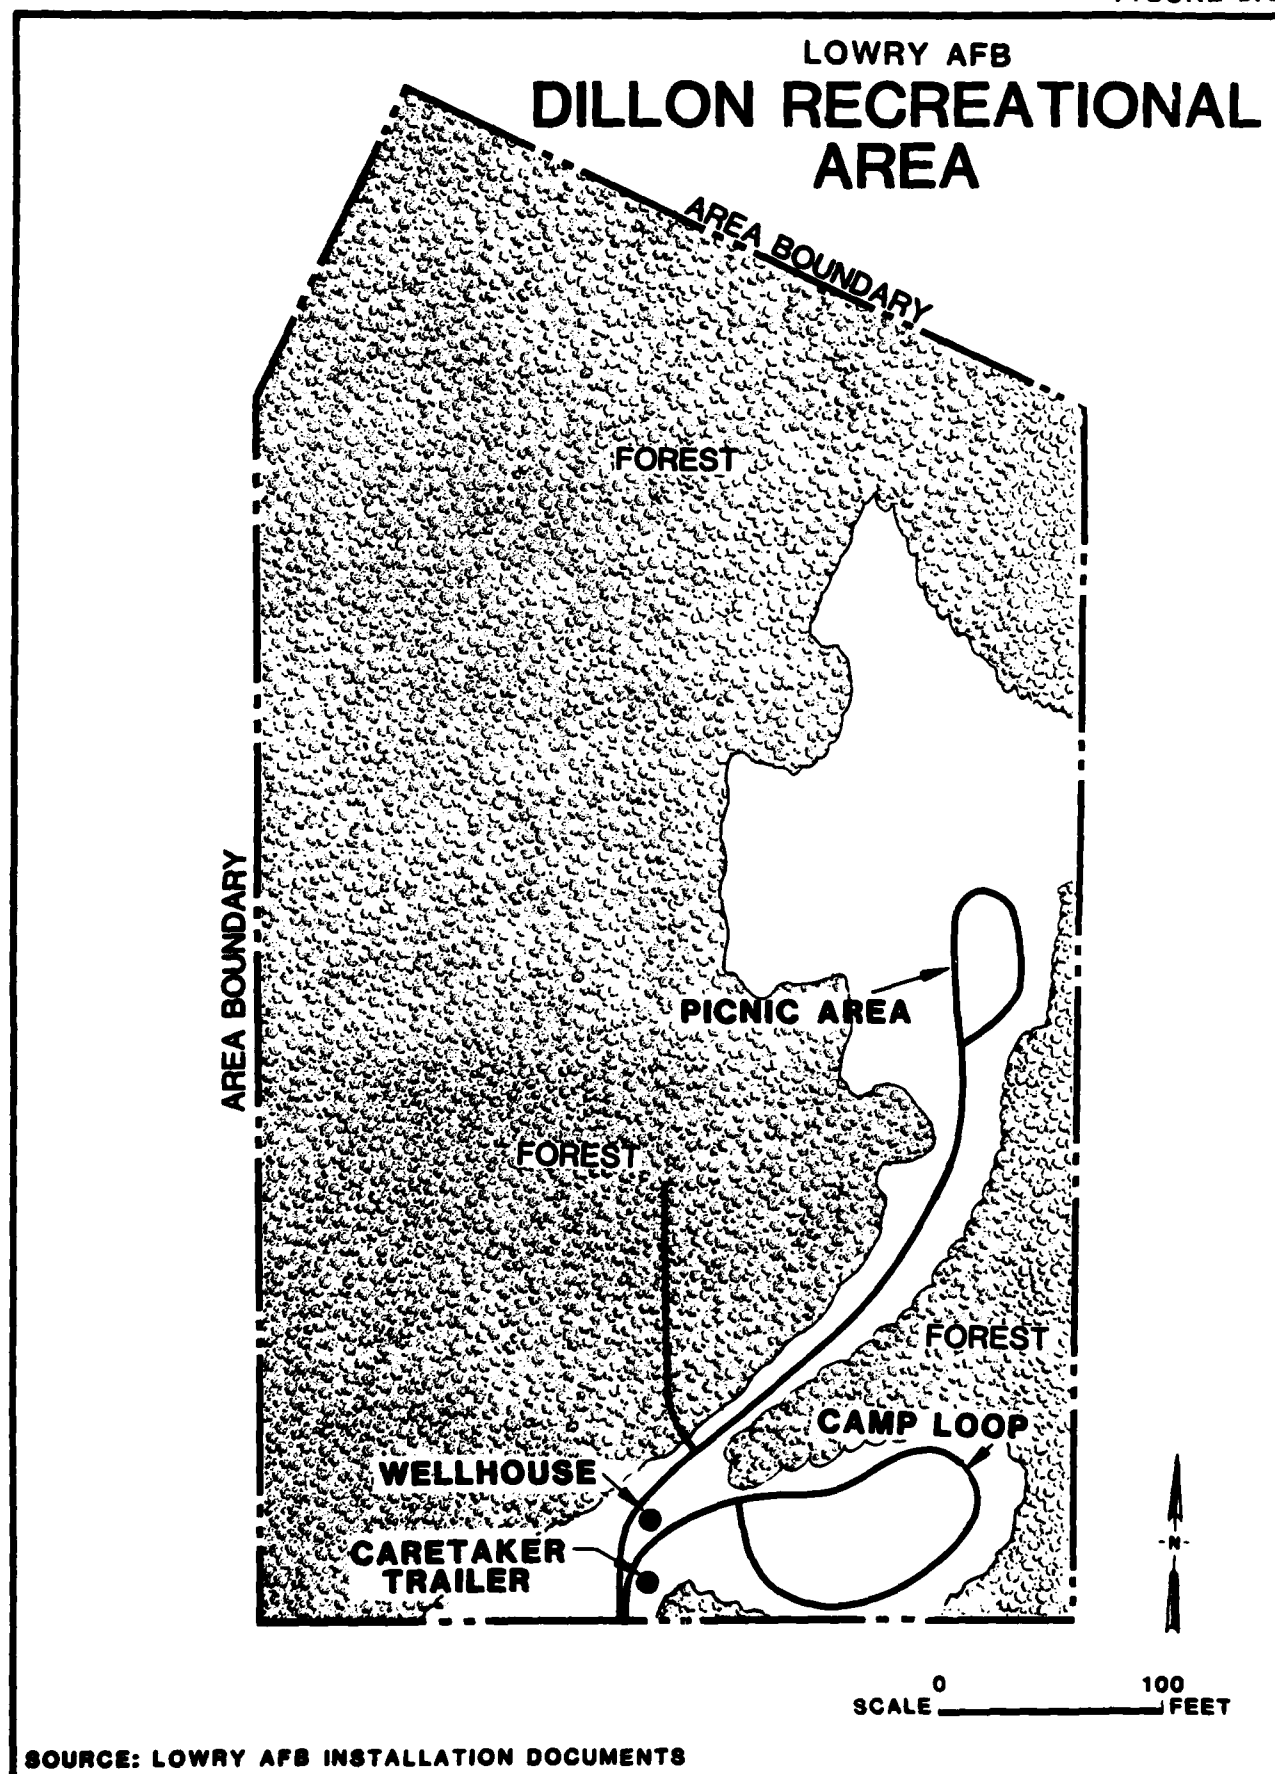 LOWRY AFB
DILLON RECREATIONAL
AREA
AREA BOUNDARY
FOREST
AREA BOUNDARY
PICNIC AREA
FOREST
FOREST
CAMP LOOP
WELLHOUSE
CARETAKER
TRAILER
-N-
0 100
SCALE FEET
SOURCE: LOWRY AFB INSTALLATION DOCUMENTS